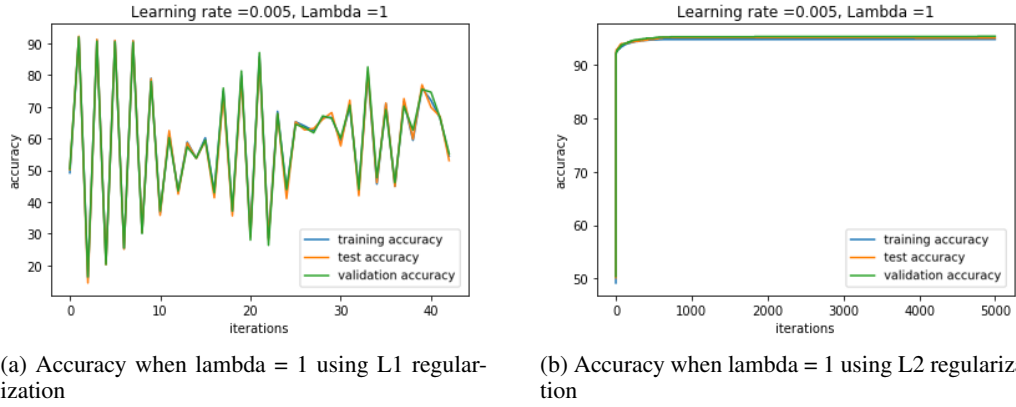 Learning rate =0.005, Lambda =1
90
80
70
60
50
40
30
20
accuracy
0
10
20
30
40
iterations
training accuracy
test accuracy
validation accuracy
(a) Accuracy when lambda = 1 using L1 regular-
ization
Learning rate =0.005, Lambda =1
90
80
70
60
50
accuracy
0
1000
2000
3000
4000
5000
iterations
training accuracy
test accuracy
validation accuracy
(b) Accuracy when lambda = 1 using L2 regulariza
tion